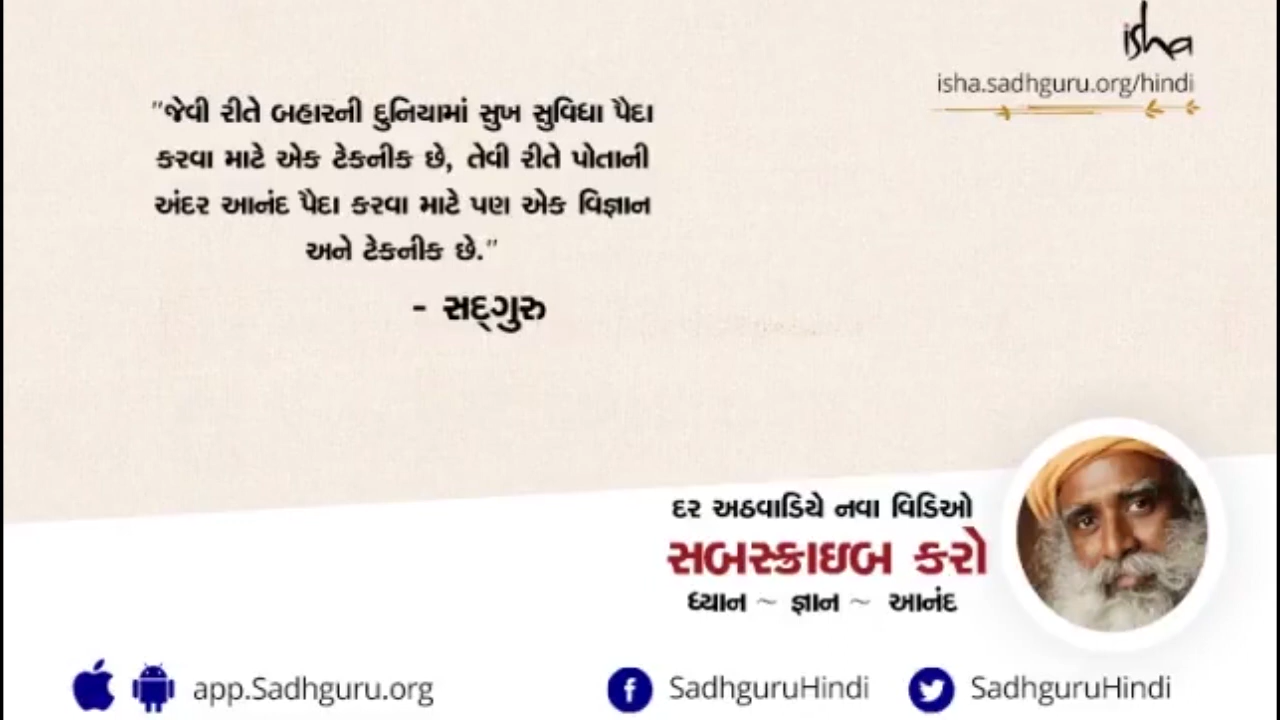 isha
isha.sadhguru.org/hindi
"જેવી રીતે બહારની દુનિયામાં સુખ સુવિધા પૈદા
કરવા માટે એક ટેકનીક છે, તેવી રીતે પોતાની
અંદર આનંદ પૈદા કરવા માટે પણ એક વિજ્ઞાન
અને ટેકનીક છે."
- સદ્‌ગુરુ
દર અઠવાડિયે નવા વિડિઓ
સબસ્ક્રાઇબ કરો
ધ્યાન ~ જ્ઞાન ~ આનંદ
app.Sadhguru.org
SadhguruHindi
SadhguruHindi